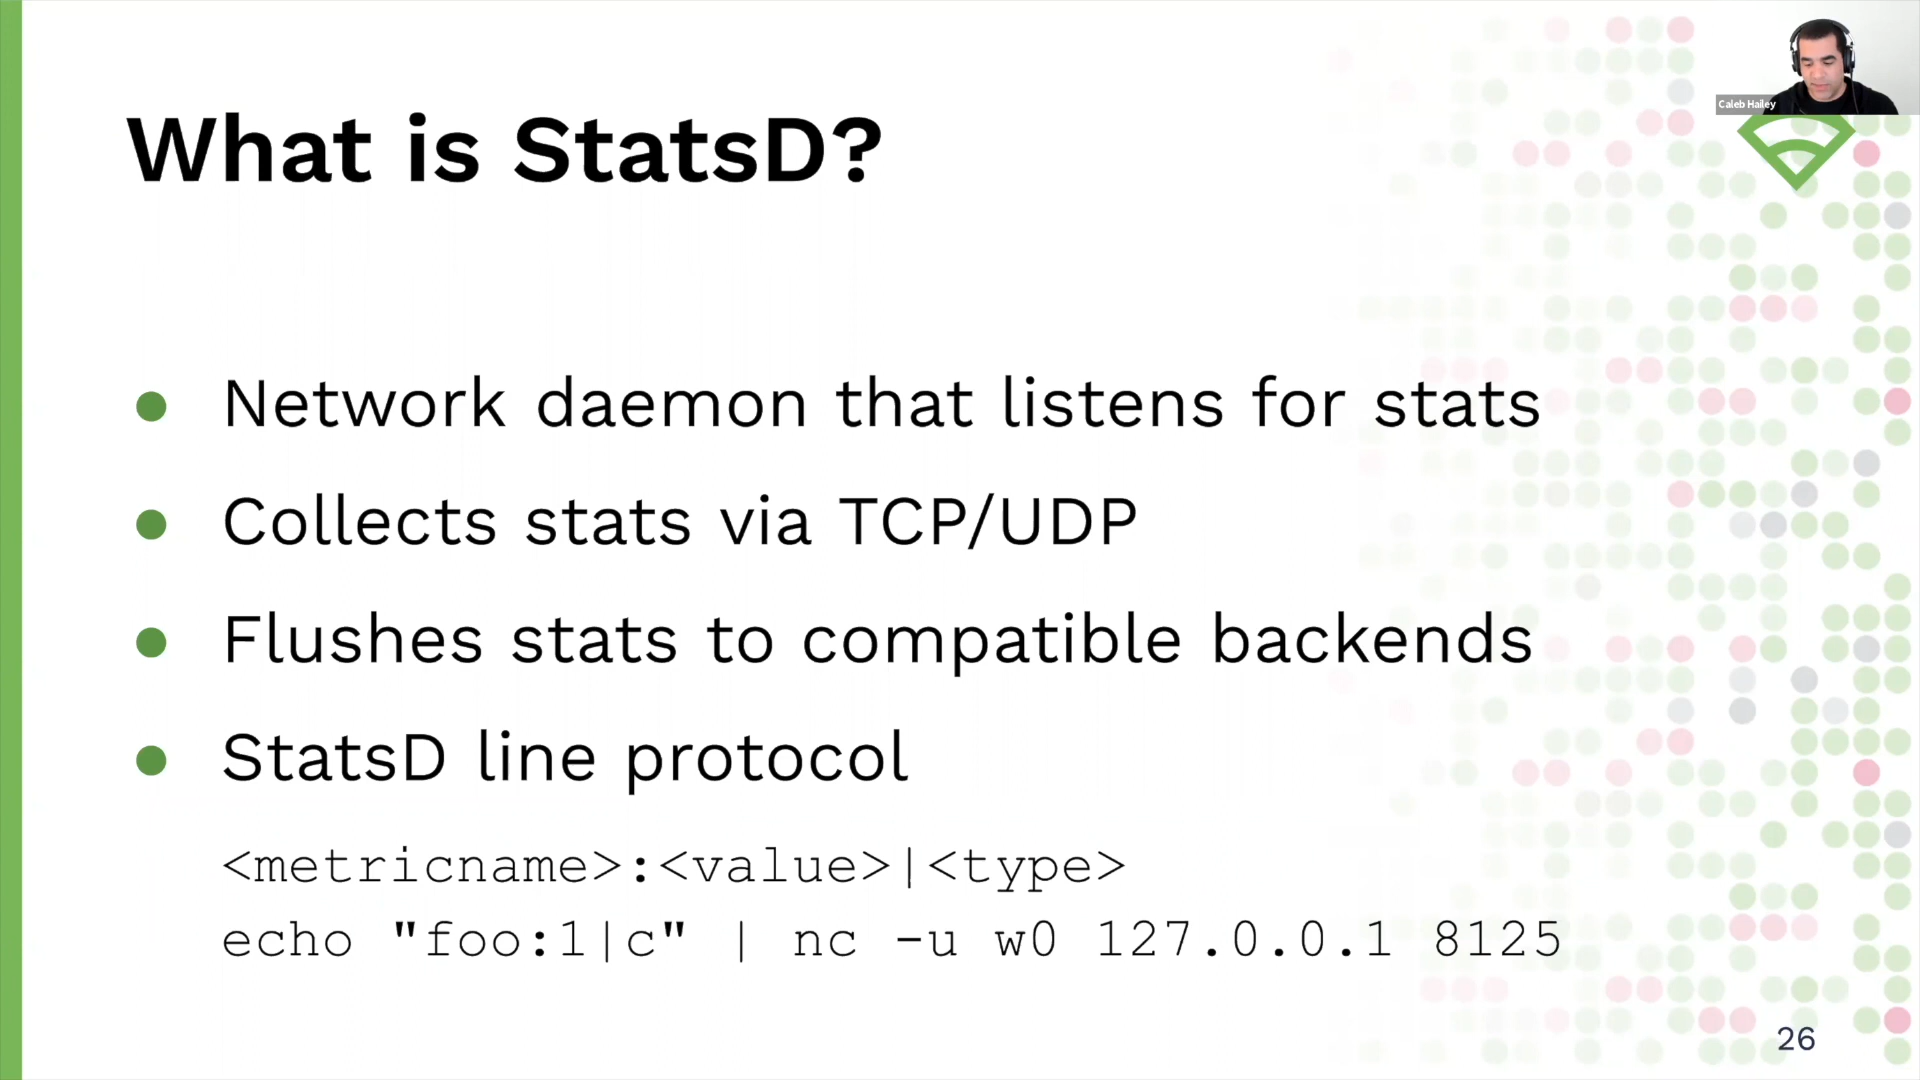 Caleb Hailey
What is StatsD?
Network daemon that listens for stats
Collects stats via TCP/UDP
Flushes stats to compatible backends
StatsD line protocol
<metricname>:<value>|<type>
echo "foo:1|c" | nc -u w0 127.0.0.1 8125
26